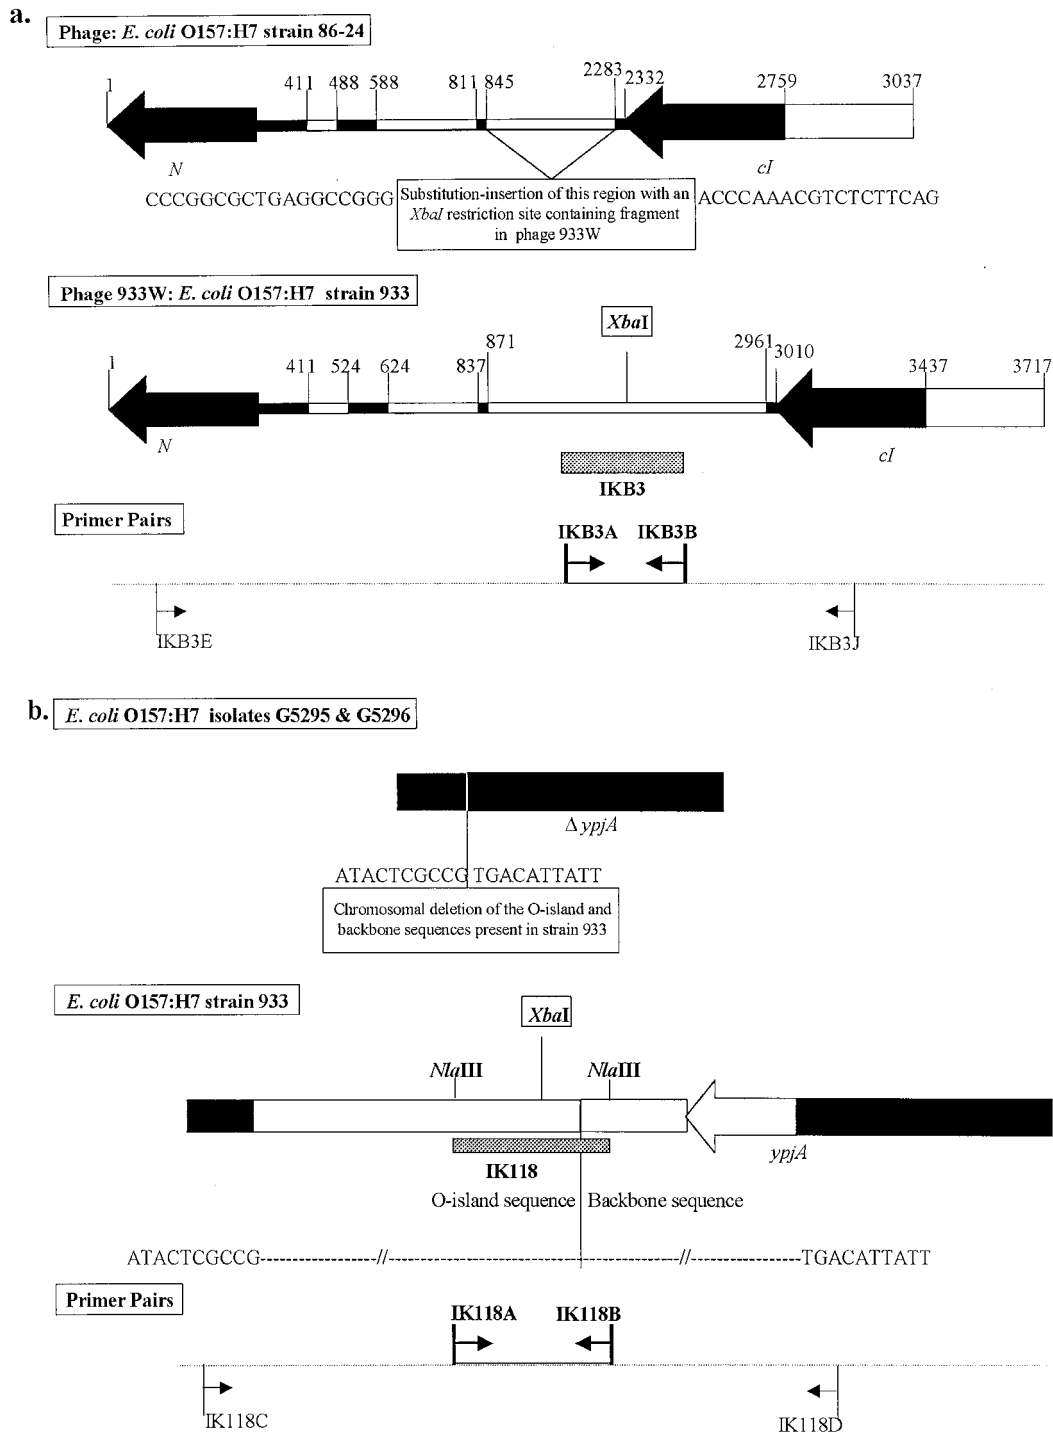 a.
Phage: E. coli O157:H7 strain 86-24
1 411 488 588 811 845 2283 2332 2759 3037
N cI
CCCGGCGCTGAGGCCGGG
Substitution-insertion of this region with an
XbaI restriction site containing fragment
in phage 933W
ACCCAAACGTCTCTTCAG
Phage 933W: E. coli O157:H7 strain 933
XbaI
1 411 524 624 837 871 2961 3010 3437 3717
N cI
IKB3
Primer Pairs
IKB3A IKB3B
IKB3E IKB3J
b.
E. coli O157:H7 isolates G5295 & G5296
Δ ypjA
ATACTCGCCG TGACATTATT
Chromosomal deletion of the O-island and
backbone sequences present in strain 933
E. coli O157:H7 strain 933
XbaI
NlaIII NlaIII
ypjA
IK118
O-island sequence Backbone sequence
ATACTCGCCG--------------//----------------------------------//-------------TGACATTATT
Primer Pairs
IK118A IK118B
IK118C IK118D